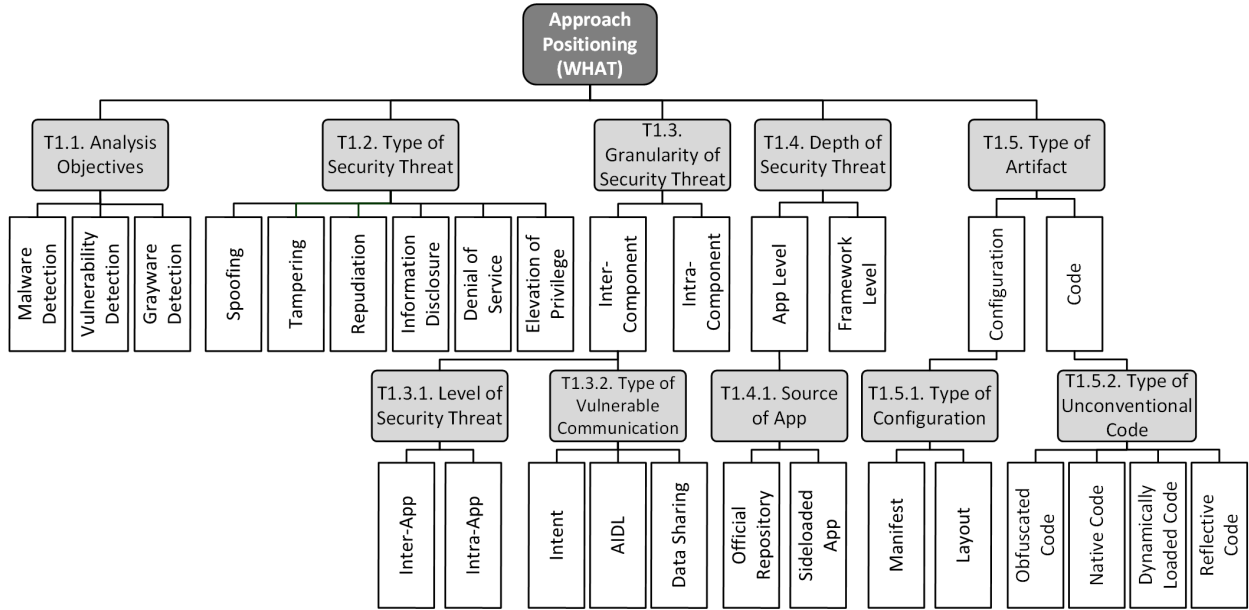 Approach
Positioning
(WHAT)
T1.1. Analysis
Objectives
T1.2. Type of
Security Threat
T1.3.
Granularity of
Security Threat
T1.4. Depth of
Security Threat
T1.5. Type of
Artifact
Malware
Detection
Vulnerability
Detection
Grayware
Detection
Spoofing
Tampering
Repudiation
Information
Disclosure
Denial of
Service
Elevation of
Privilege
Inter-
Component
Intra-
Component
App Level
Framework
Level
Configuration
Code
T1.3.1. Level of
Security Threat
T1.3.2. Type of
Vulnerable
Communication
T1.4.1. Source
of App
T1.5.1. Type of
Configuration
T1.5.2. Type of
Unconventional
Code
Inter-App
Intra-App
Intent
AIDL
Data Sharing
Official
Repository
Sideloaded
App
Manifest
Layout
Obfuscated
Code
Native Code
Dynamically
Loaded Code
Reflective
Code